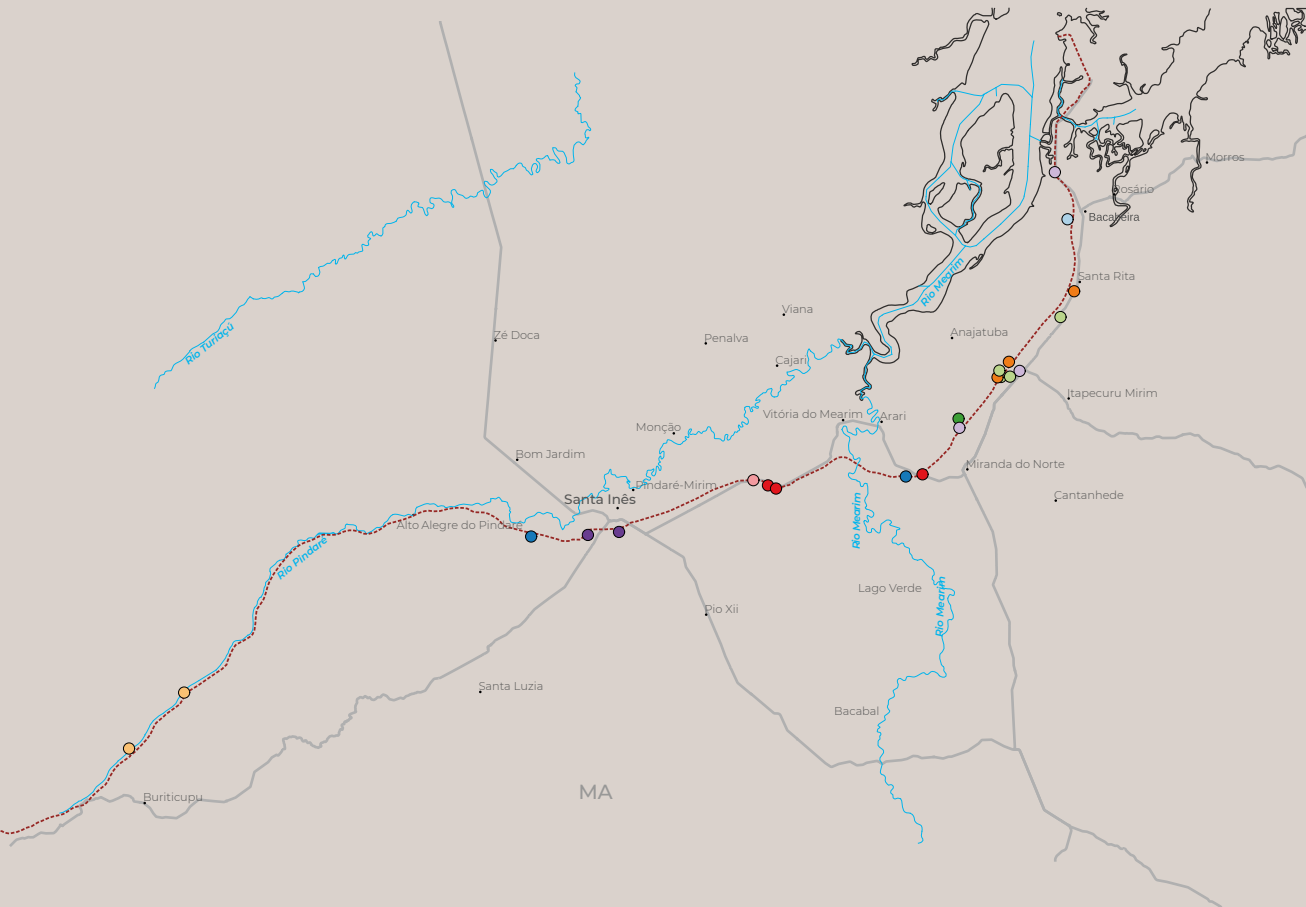 Morros
Rosário
Bacabeira
Rio Mearim
Santa Rita
Viana
Rio Turiaçú
Zé Doca
Penalva
Anajatuba
Cajari
Itapecuru Mirim
Vitória do Mearim
Arari
Monção
Bom Jardim
Miranda do Norte
Pindaré-Mirim
Santa Inês
Cantanhede
Alto Alegre do Pindaré
Rio Mearim
Rio Pindaré
Lago Verde
Rio Mearim
Pio Xii
Santa Luzia
Bacabal
MA
Buriticupu